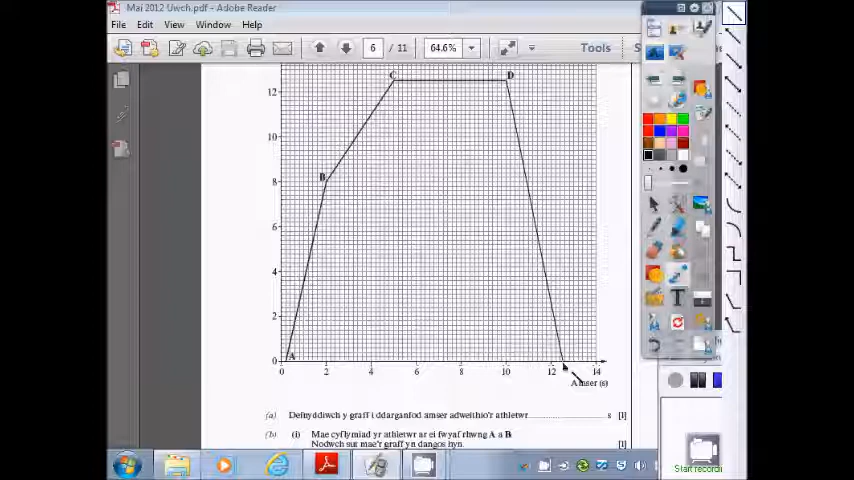 Mai 2012 Uwch.pdf - Adobe Reader
File Edit View Window Help
6 / 11 64.6% Tools
C D
12
10
B
8
6
4
2
0 A
0 2 4 6 8 10 12 14
Amser (s)
(a) Defnyddiwch y graff i ddarganfod amser adweithio'r athletwr s [1]
(b) (i) Mae cyflymiad yr athletwr ar ei fwyaf rhwng A a B.
Nodwch sut mae'r graff yn dangos hyn. [1]
T
Start recordi